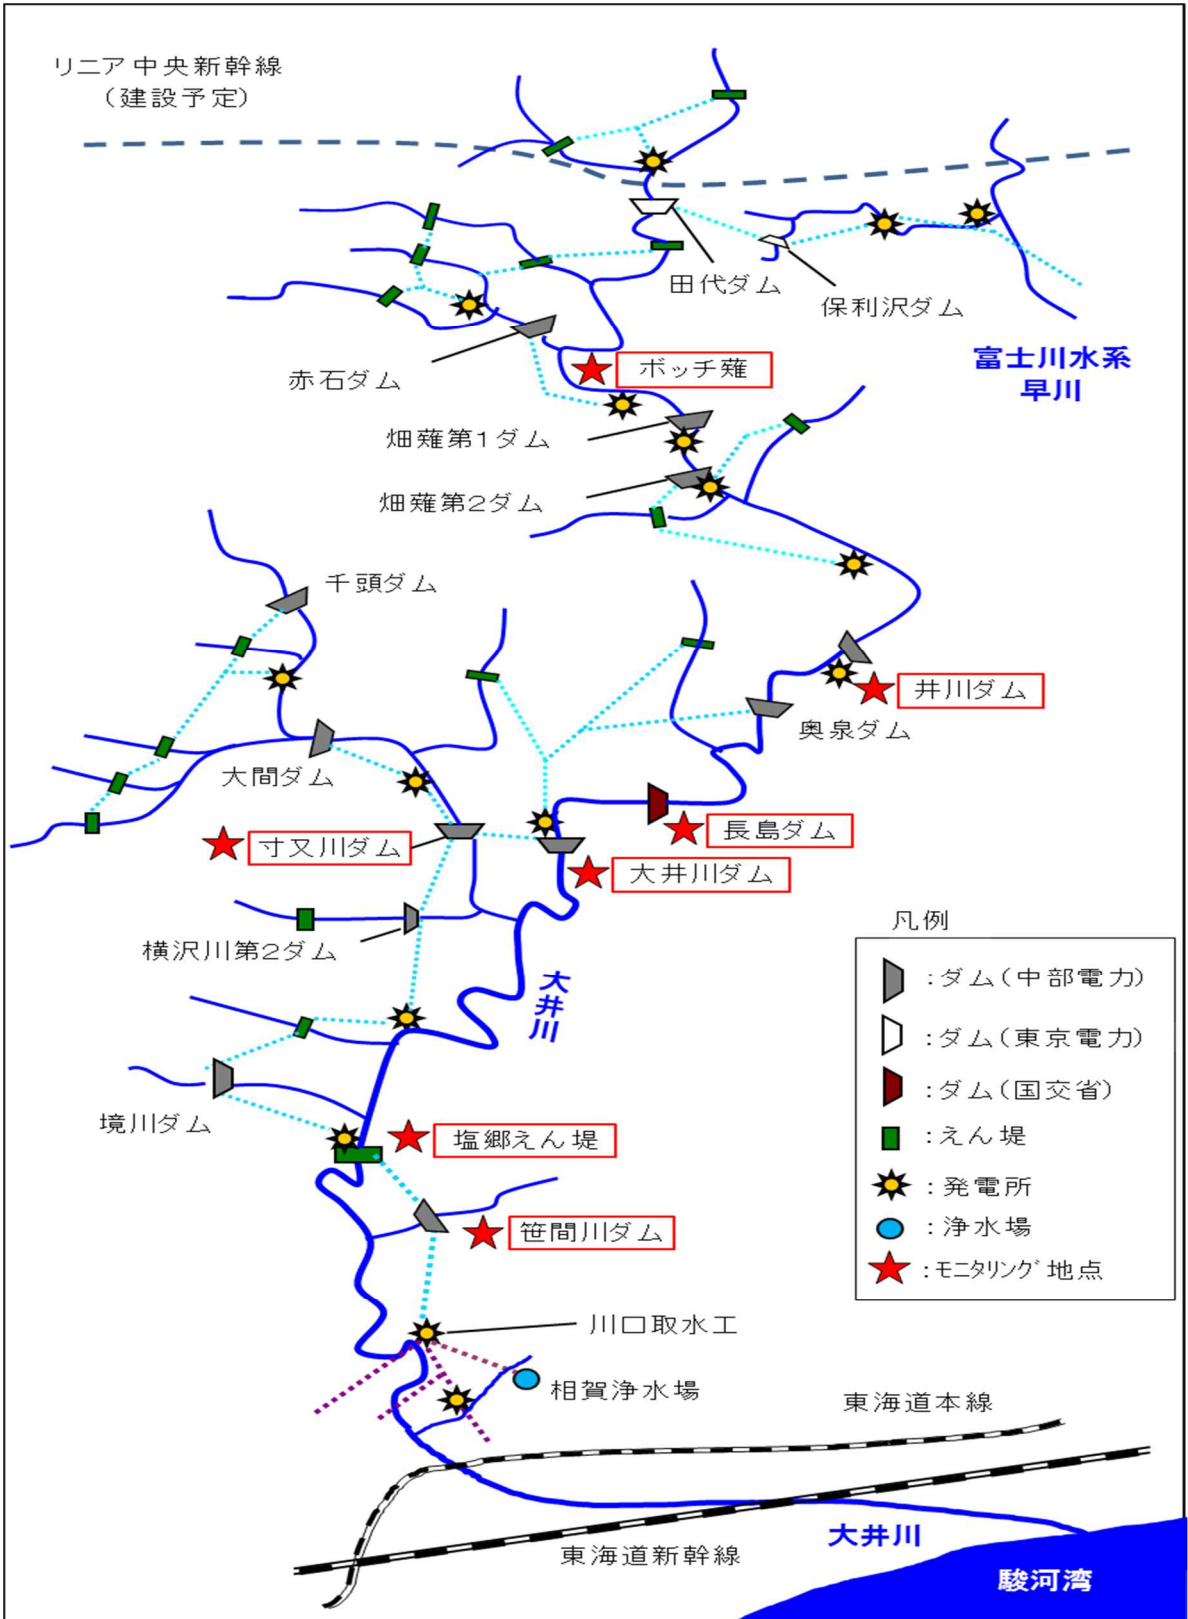 リニア中央新幹線
(建設予定)
田代ダム
保利沢ダム
富士川水系
早川
赤石ダム
ボッチ薙
畑薙第1ダム
畑薙第2ダム
千頭ダム
井川ダム
奥泉ダム
大間ダム
長島ダム
寸又川ダム
大井川ダム
横沢川第2ダム
大井川
境川ダム
塩郷えん堤
笹間川ダム
川口取水工
相賀浄水場
凡例
:ダム(中部電力)
:ダム(東京電力)
:ダム(国交省)
:えん堤
:発電所
:浄水場
:モニタリング地点
東海道本線
東海道新幹線
大井川
駿河湾